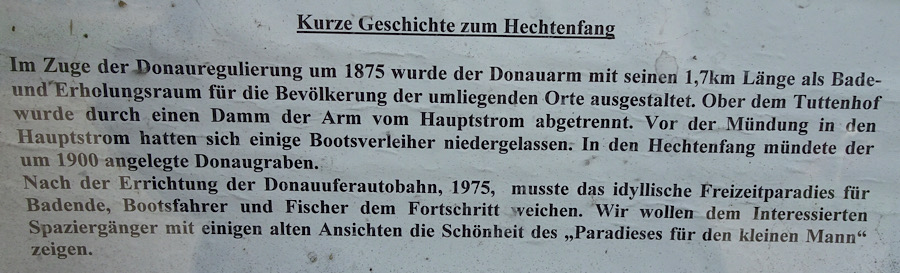 Kurze Geschichte zum Hechtenfang
Im Zuge der Donauregulierung um 1875 wurde der Donauarm mit seinen 1,7km Länge als Bade-
und Erholungsraum für die Bevölkerung der umliegenden Orte ausgestaltet. Ober dem Tuttenhof
wurde durch einen Damm der Arm vom Hauptstrom abgetrennt. Vor der Mündung in den
Hauptstrom hatten sich einige Bootsverleiher niedergelassen. In den Hechtenfang mündete der
um 1900 angelegte Donaugraben.
Nach der Errichtung der Donauuferautobahn, 1975, musste das idyllische Freizeitparadies für
Badende, Bootsfahrer und Fischer dem Fortschritt weichen. Wir wollen dem Interessierten
Spaziergänger mit einigen alten Ansichten die Schönheit des „Paradieses für den kleinen Mann“
zeigen.